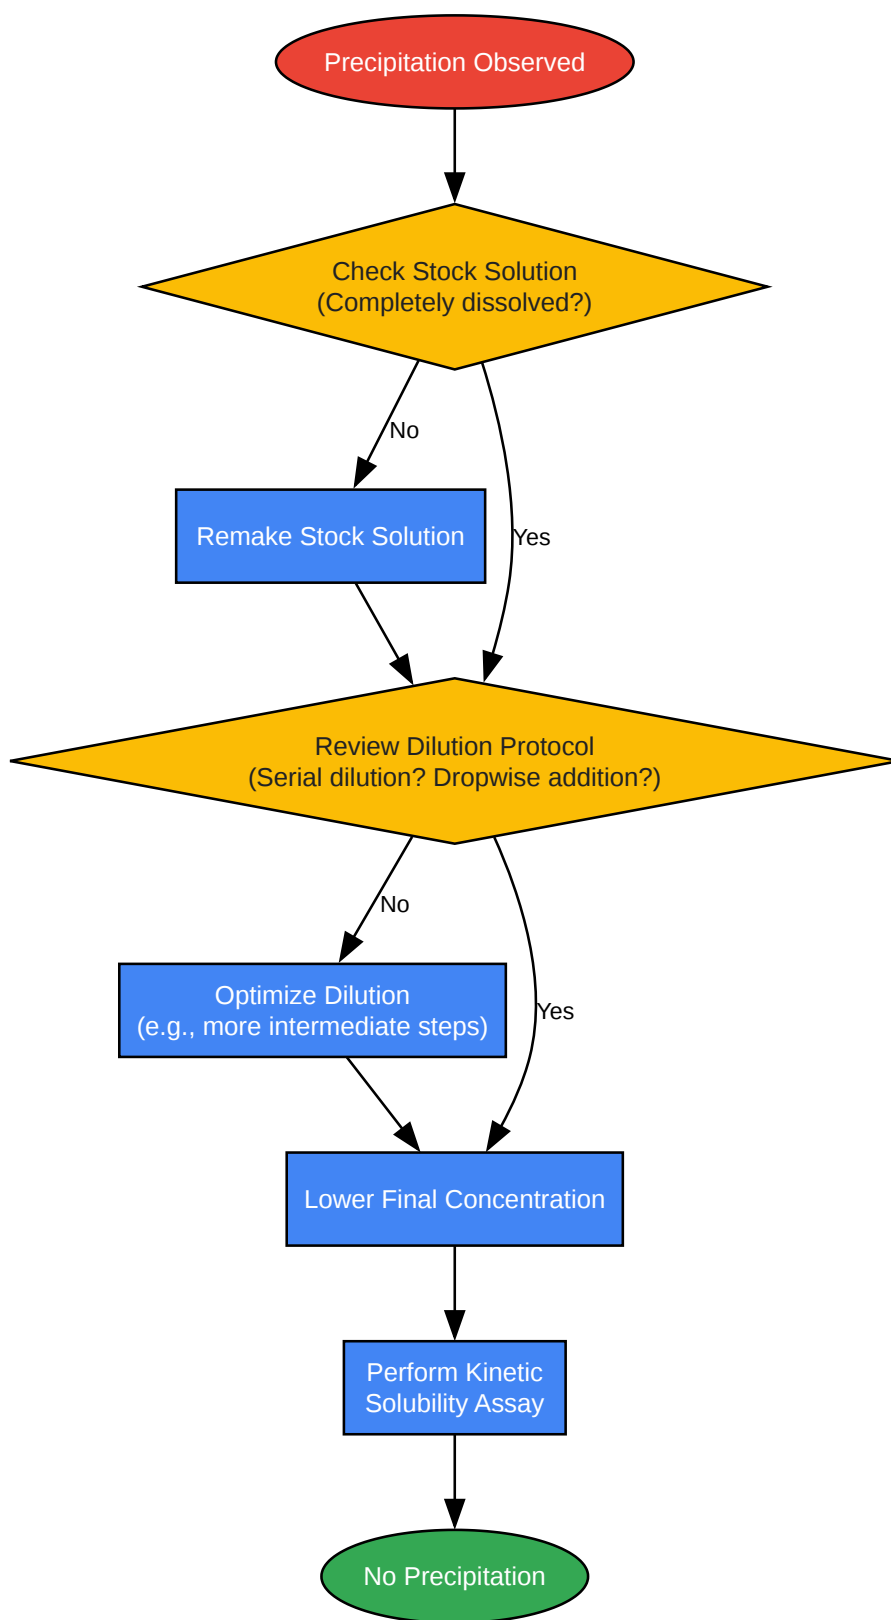 Precipitation Observed
Check Stock Solution
(Completely dissolved?)
No
Remake Stock Solution
Yes
Review Dilution Protocol
(Serial dilution? Dropwise addition?)
No
Optimize Dilution
(e.g., more intermediate steps)
Yes
Lower Final Concentration
Perform Kinetic
Solubility Assay
No Precipitation